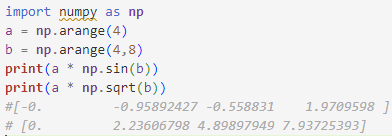 import numpy as np
a = np.arange(4)
b = np.arange(4,8)
print(a * np.sin(b))
print(a * np.sqrt(b))
#[-0.         -0.95892427 -0.558831    1.9709598 ]
# [0.         2.23606798 4.89897949 7.93725393]